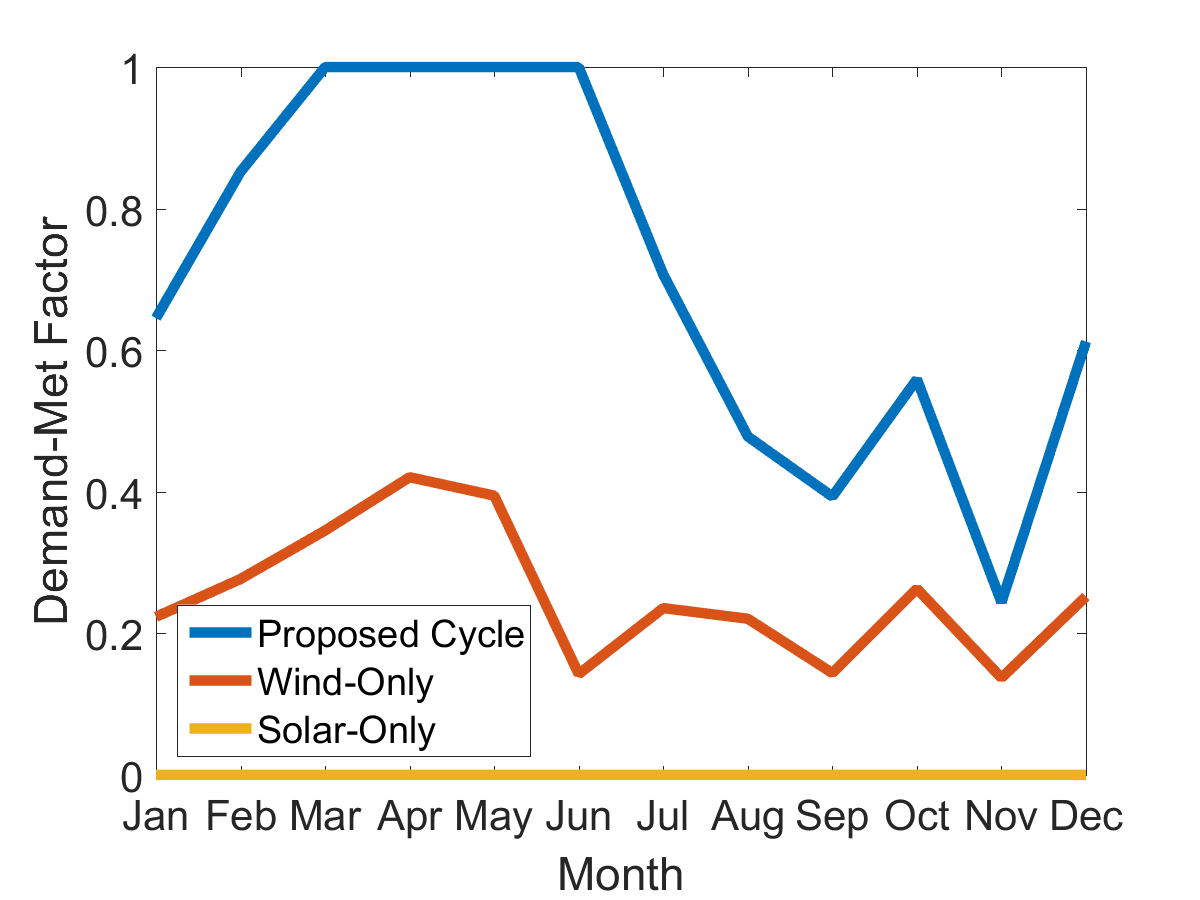 1
0.8
0.6
0.4
0.2
0
Demand-Met Factor
Proposed Cycle
Wind-Only
Solar-Only
Jan Feb Mar Apr May Jun Jul Aug Sep Oct Nov Dec
Month